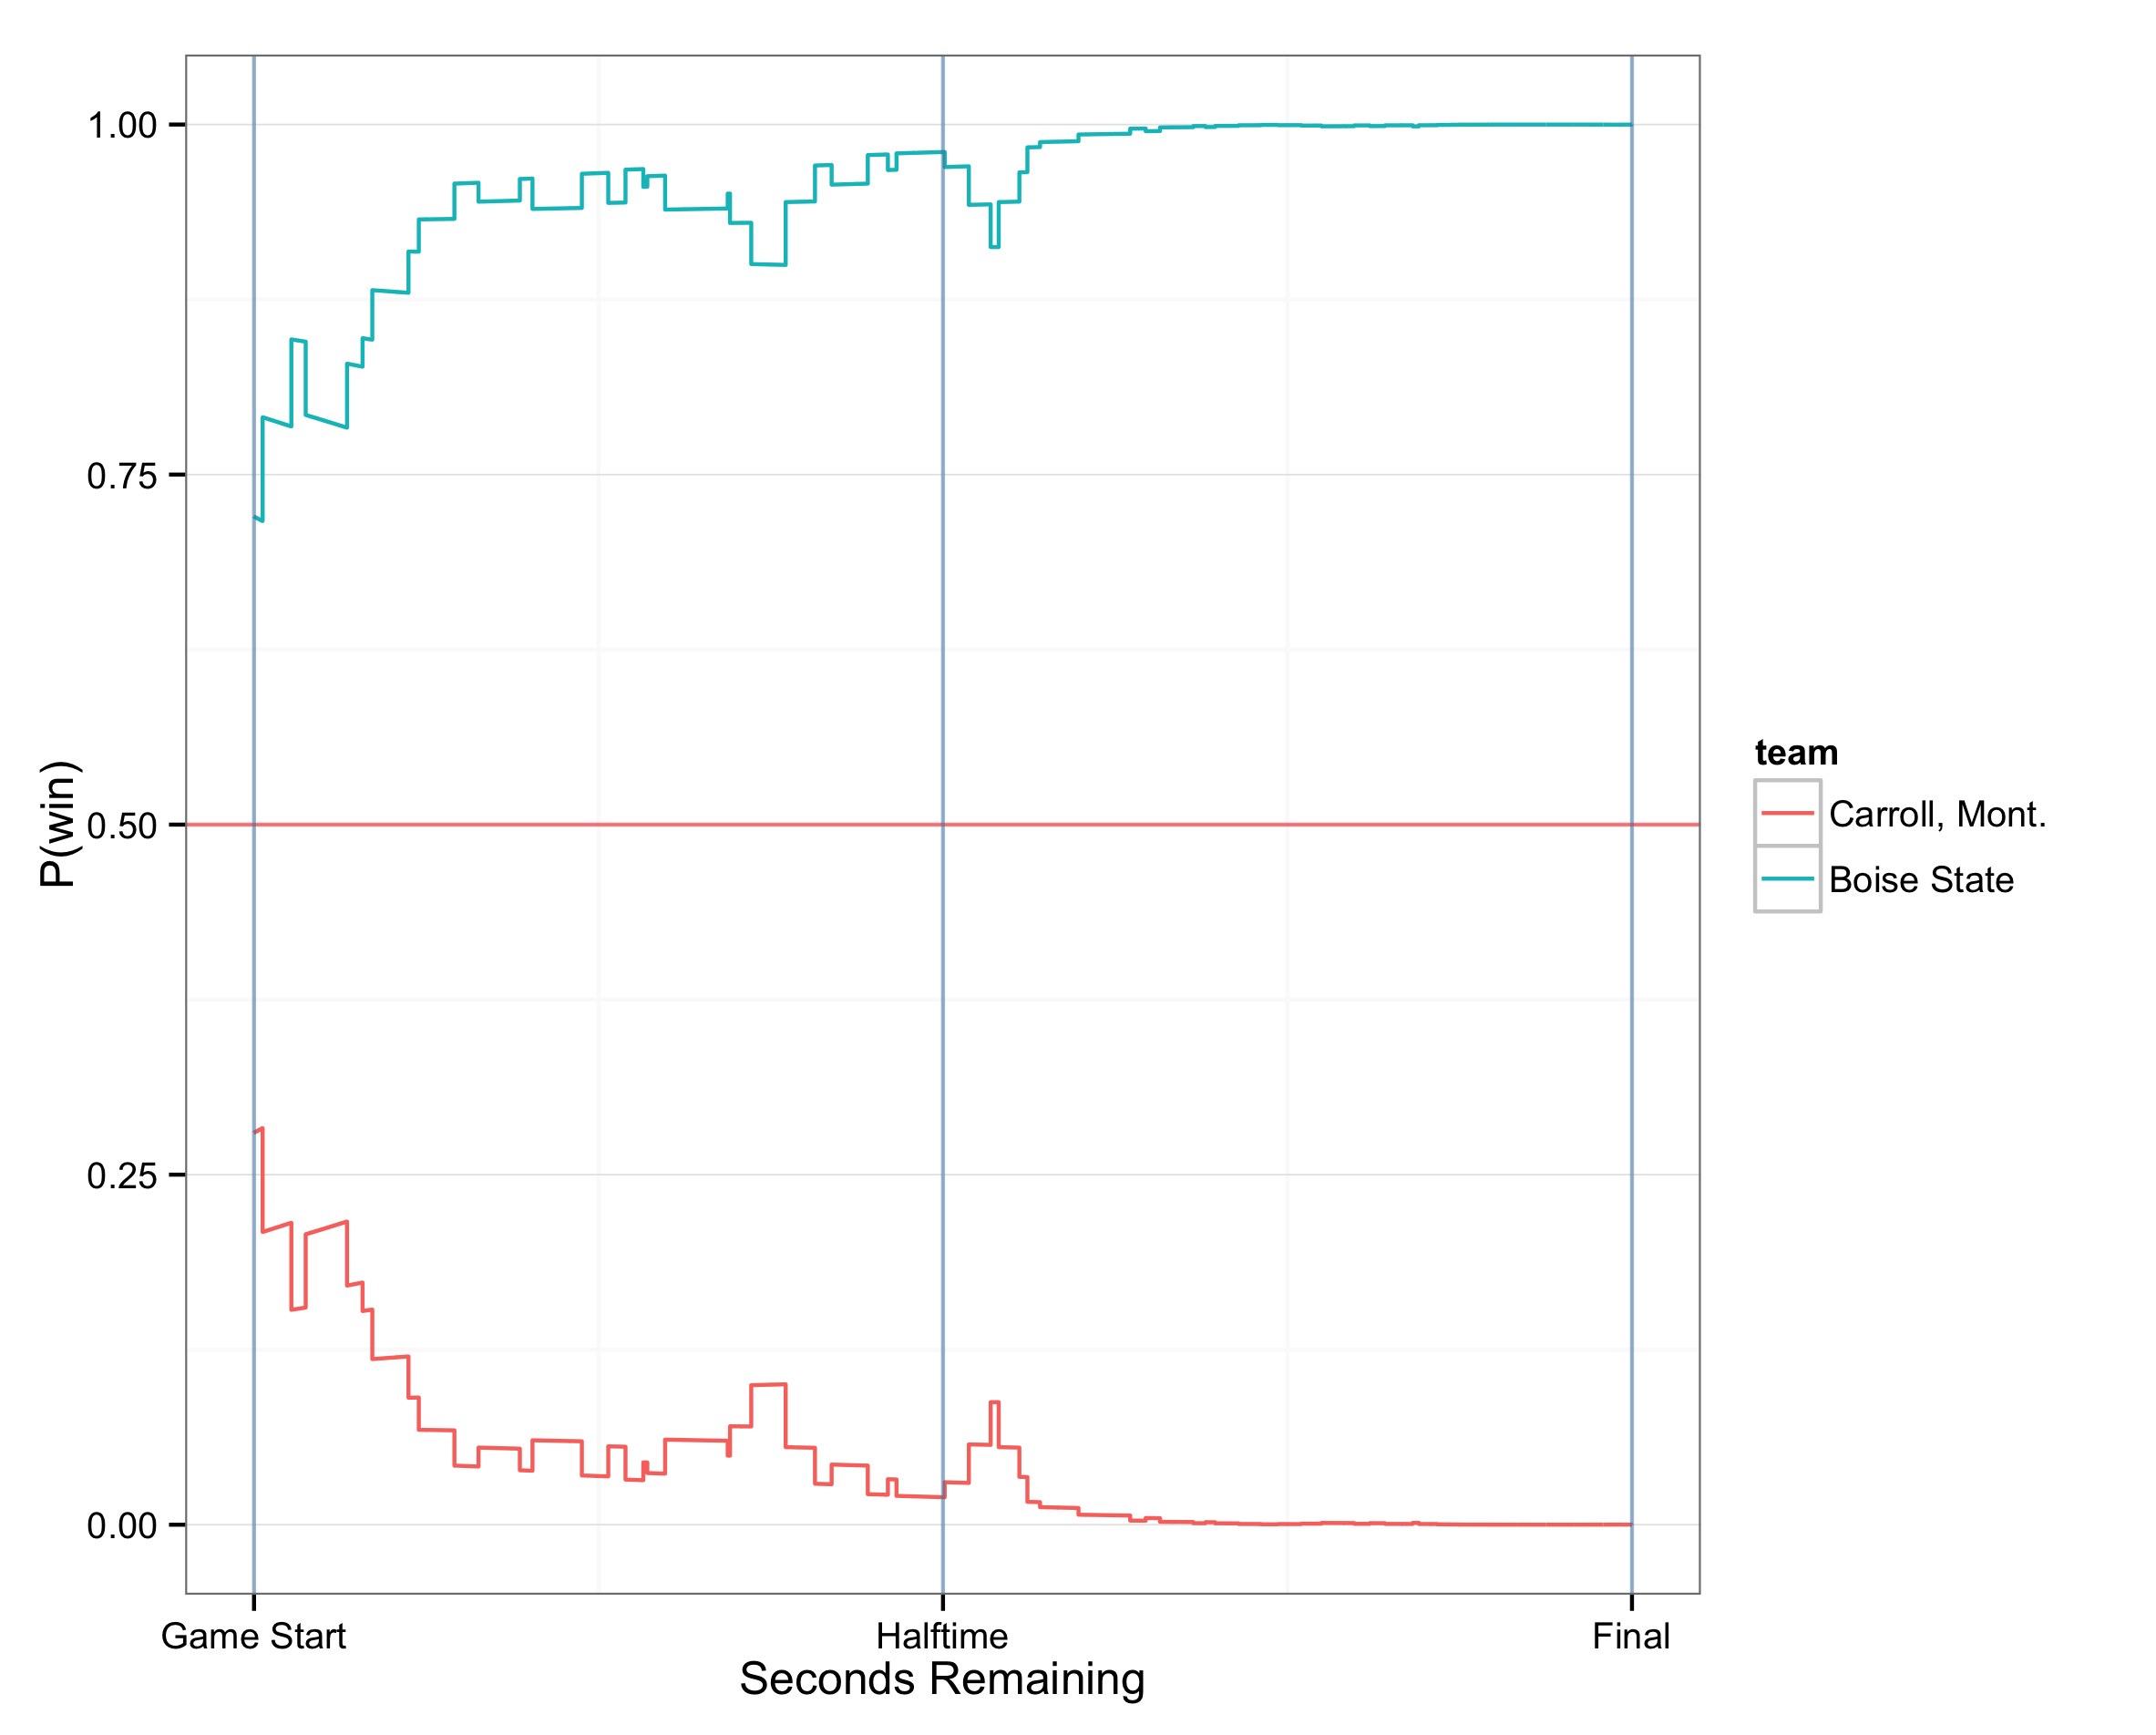 1.00
0.75
0.50
0.25
0.00
P(win)
Game Start
Halftime
Final
Seconds Remaining
team
Carroll, Mont.
Boise State